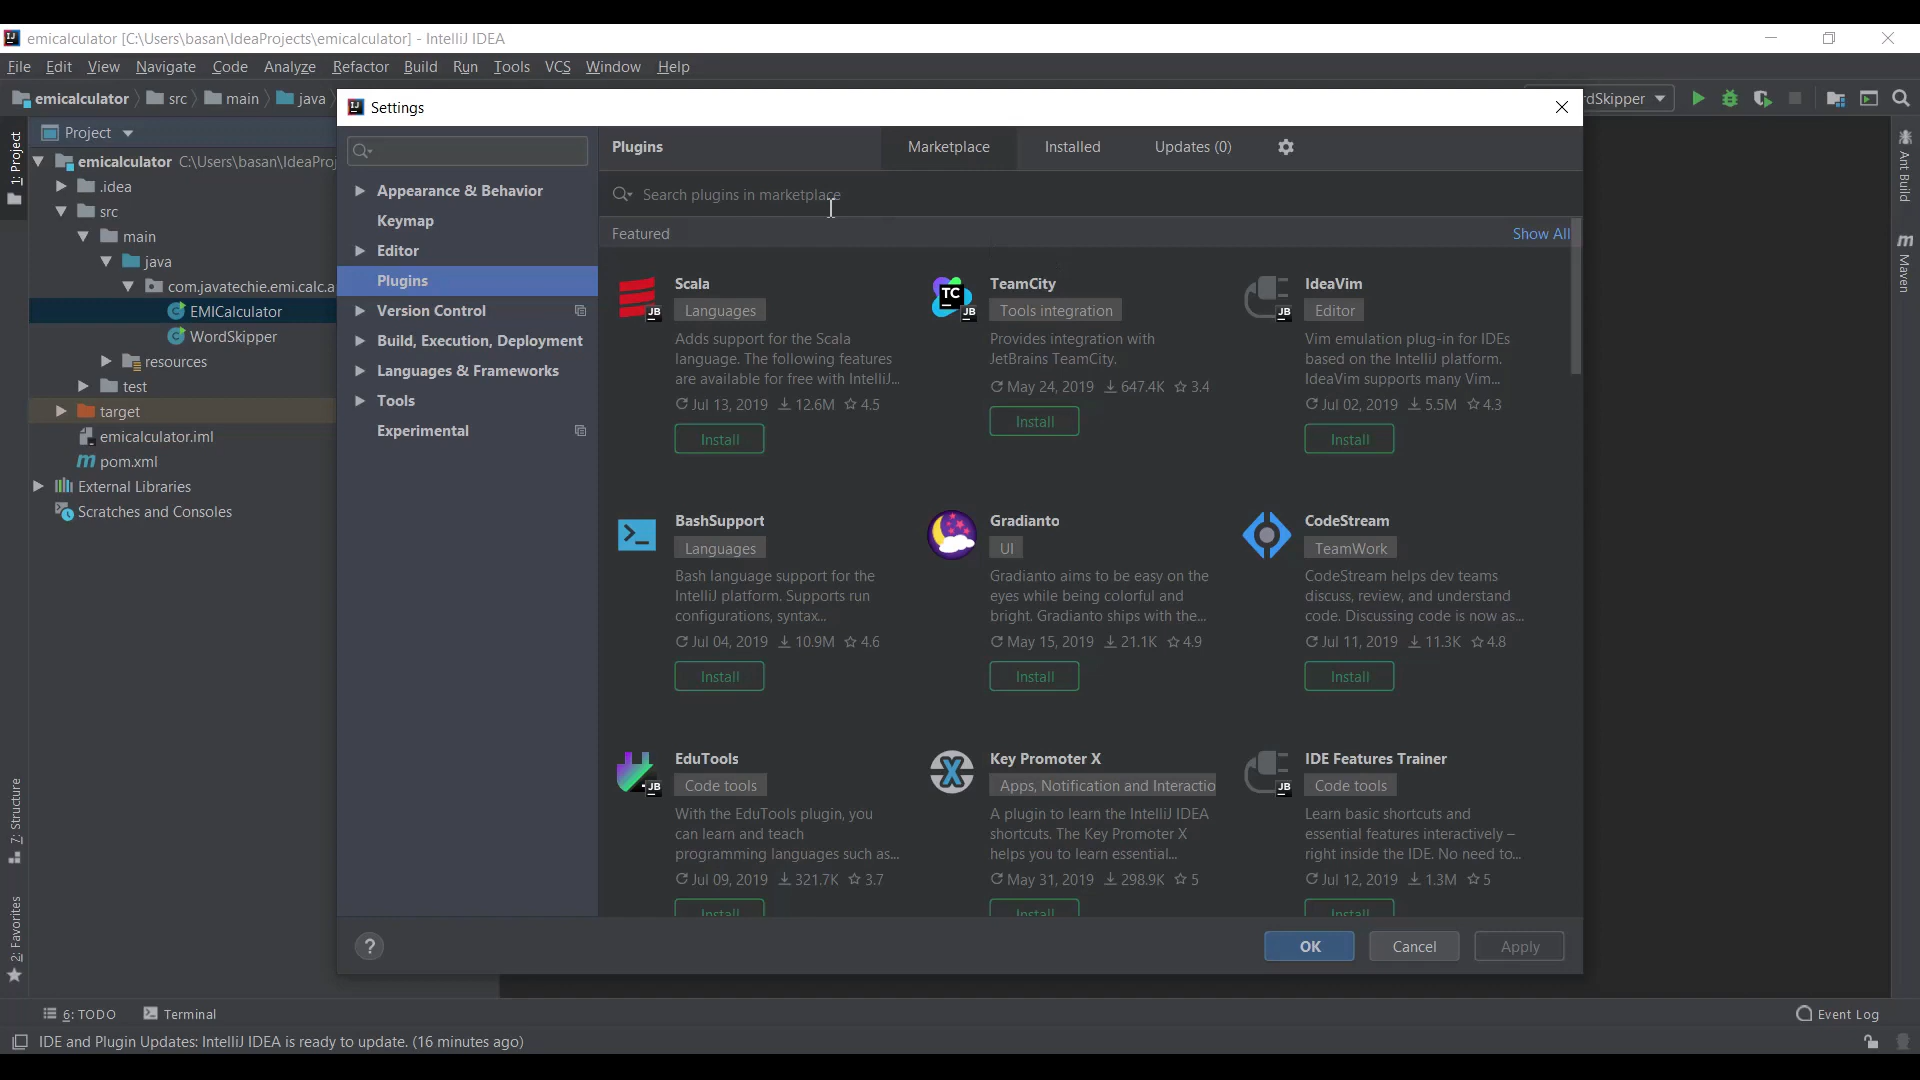 emicalculator [C:\Users\basan\IdeaProjects\emicalculator] - IntelliJ IDEA
File Edit View Navigate Code Analyze Refactor Build Run Tools VCS Window Help
emicalculator src main java
dSkipper
Settings
1: Project
Project
emicalculator C:\Users\basan\IdeaPro
.idea
src
main
java
com.javatechie.emi.calc.a
EMICalculator
WordSkipper
resources
test
target
emicalculator.iml
pom.xml
External Libraries
Scratches and Consoles
7: Structure
2: Favorites
Appearance & Behavior
Keymap
Editor
Plugins
Version Control
Build, Execution, Deployment
Languages & Frameworks
Tools
Experimental
Plugins
Marketplace
Installed
Updates (0)
Search plugins in marketplace
Featured
Show All
Scala
Languages
Adds support for the Scala
language. The following features
are available for free with IntelliJ...
Jul 13, 2019 12.6M 4.5
Install
TeamCity
Tools integration
Provides integration with
JetBrains TeamCity.
May 24, 2019 647.4K 3.4
Install
IdeaVim
Editor
Vim emulation plug-in for IDEs
based on the IntelliJ platform.
IdeaVim supports many Vim...
Jul 02, 2019 5.5M 4.3
Install
BashSupport
Languages
Bash language support for the
IntelliJ platform. Supports run
configurations, syntax...
Jul 04, 2019 10.9M 4.6
Install
Gradianto
UI
Gradianto aims to be easy on the
eyes while being colorful and
bright. Gradianto ships with the...
May 15, 2019 21.1K 4.9
Install
CodeStream
TeamWork
CodeStream helps dev teams
discuss, review, and understand
code. Discussing code is now as...
Jul 11, 2019 11.3K 4.8
Install
EduTools
Code tools
With the EduTools plugin, you
can learn and teach
programming languages such as...
Jul 09, 2019 321.7K 3.7
Install
Key Promoter X
Apps, Notification and Interactio
A plugin to learn the IntelliJ IDEA
shortcuts. The Key Promoter X
helps you to learn essential...
May 31, 2019 298.9K 5
Install
IDE Features Trainer
Code tools
Learn basic shortcuts and
essential features interactively –
right inside the IDE. No need to...
Jul 12, 2019 1.3M 5
Install
?
OK
Cancel
Apply
Ant Build
Maven
6: TODO
Terminal
Event Log
IDE and Plugin Updates: IntelliJ IDEA is ready to update. (16 minutes ago)